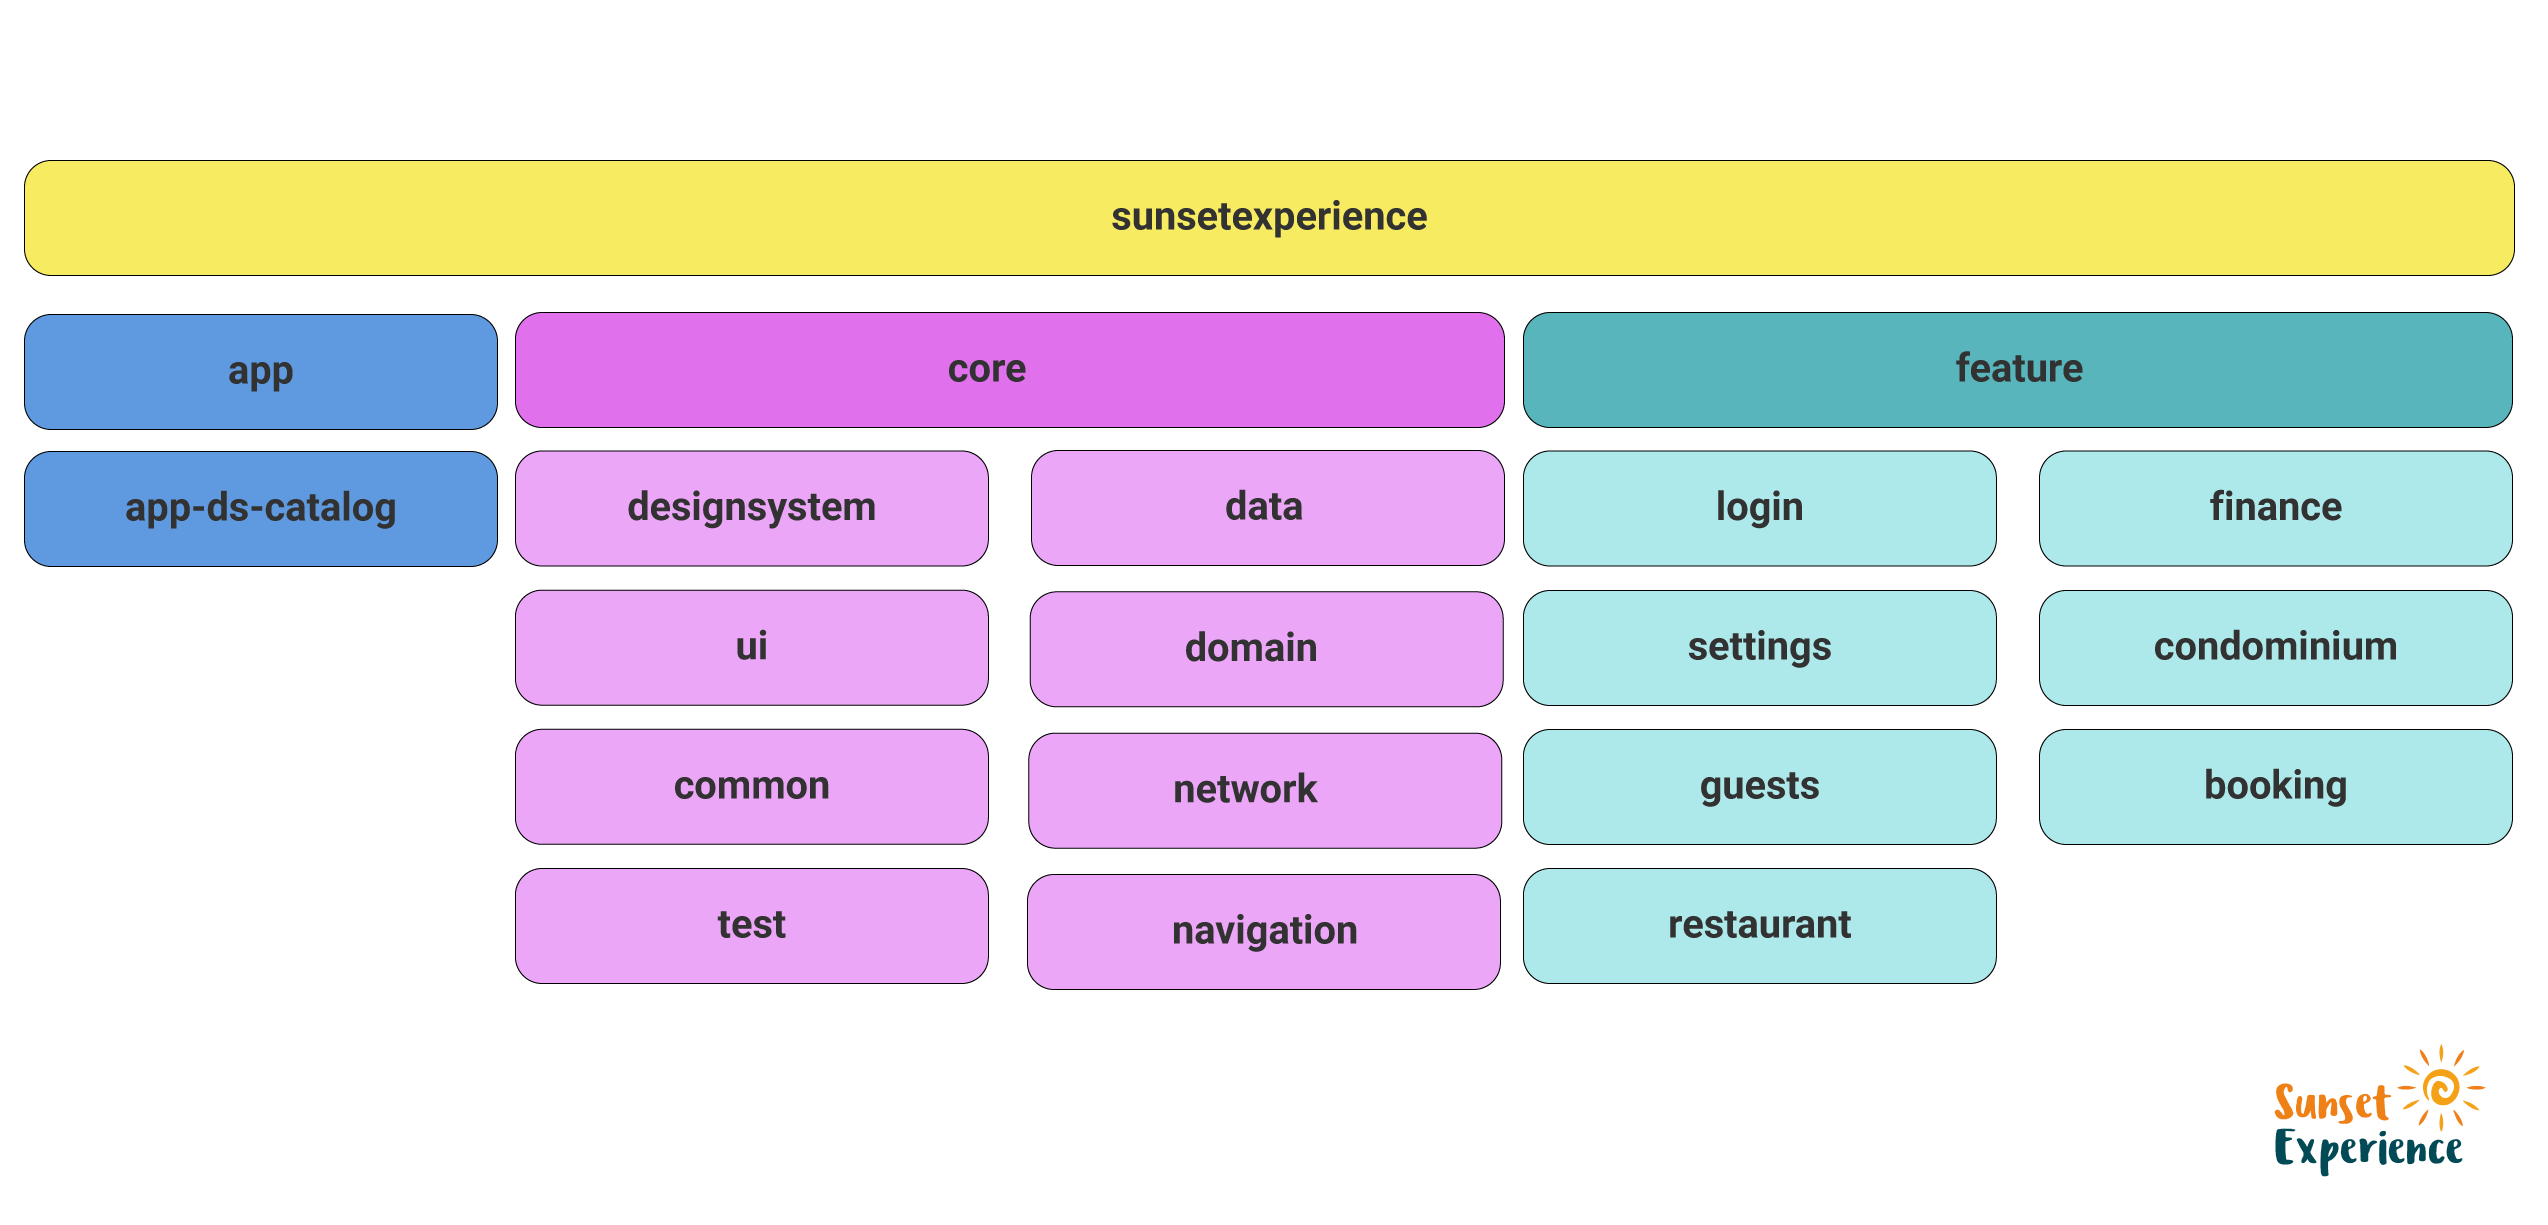 sunsetexperience
app
core
feature
app-ds-catalog
designsystem
data
login
finance
ui
domain
settings
condominium
common
network
guests
booking
test
navigation
restaurant
Sunset
Experience